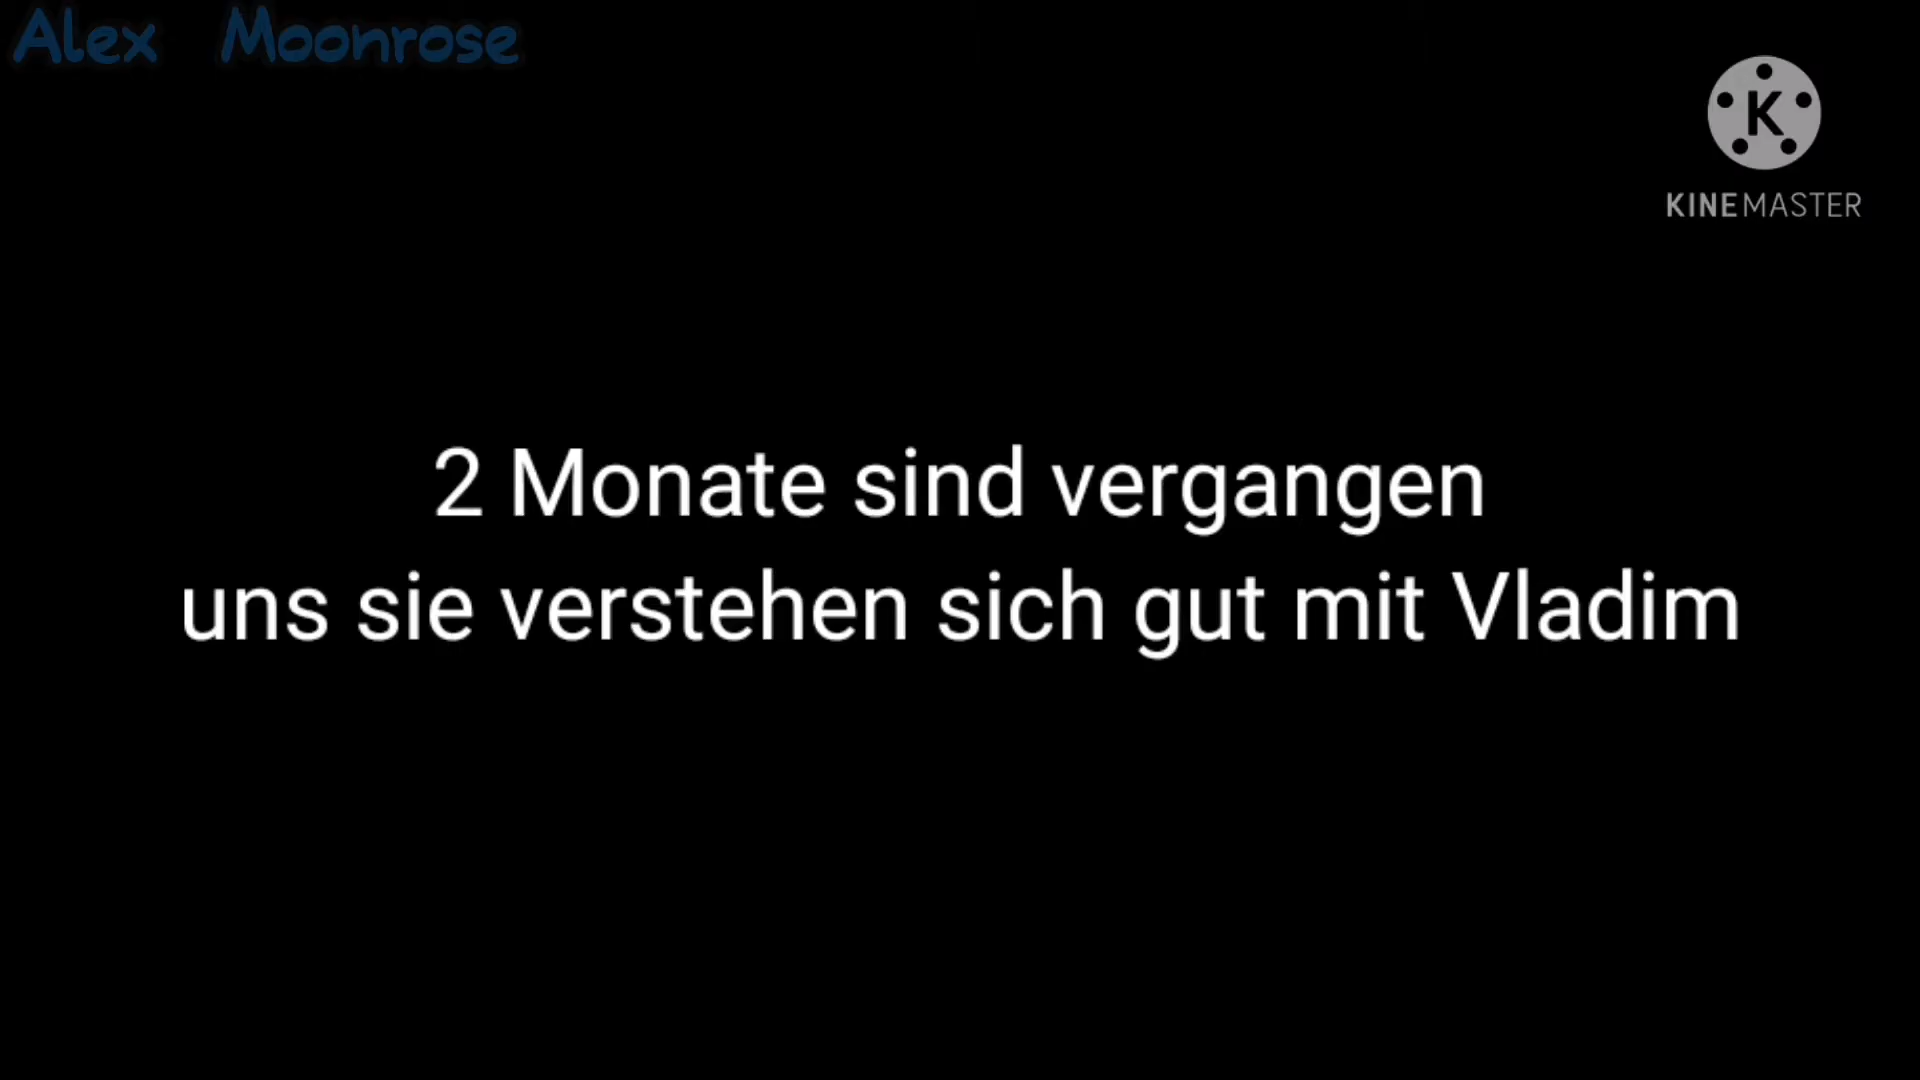 Alex Moonrose
K
KINEMASTER
2 Monate sind vergangen
uns sie verstehen sich gut mit Vladim